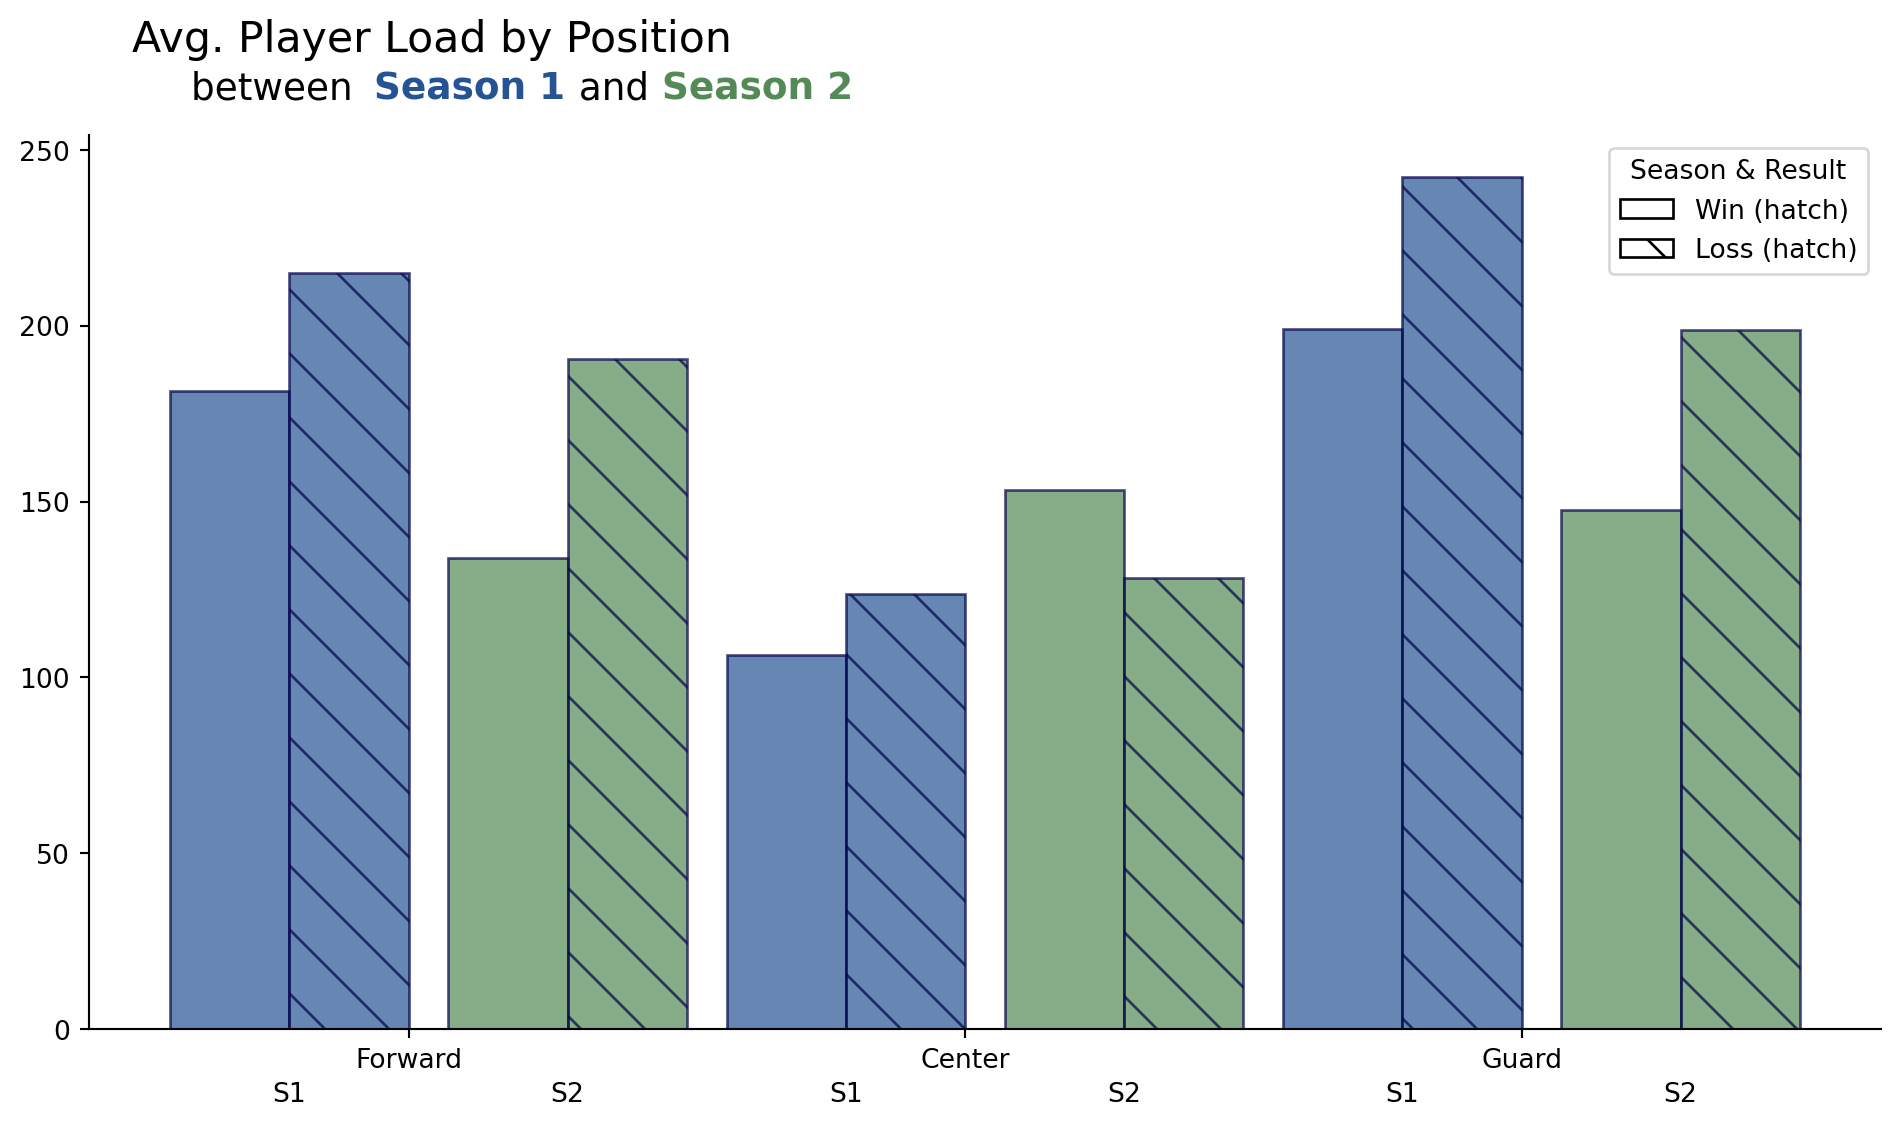 Avg. Player Load by Position
between Season 1 and Season 2
250
200
150
100
50
0
Season & Result
Win (hatch)
Loss (hatch)
Forward Center Guard
S1 S2 S1 S2 S1 S2